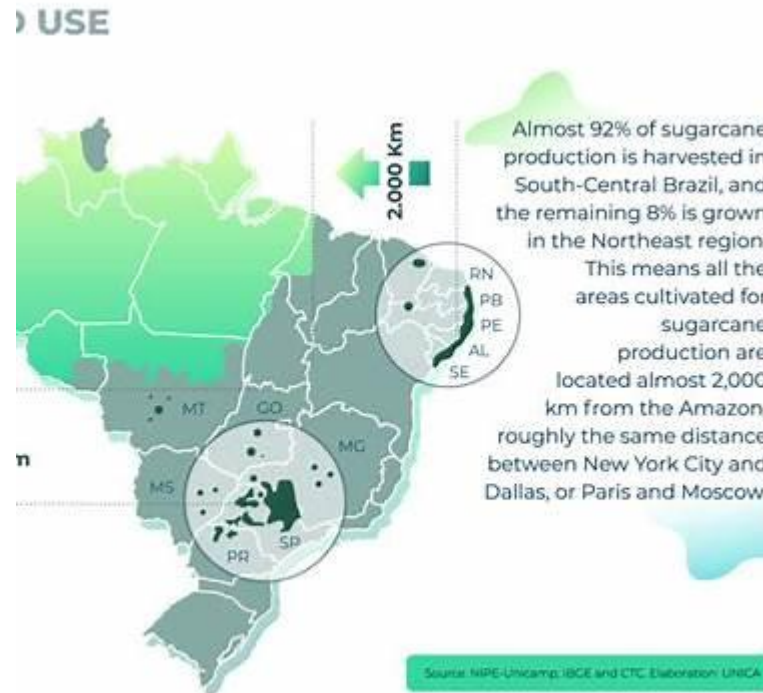 O USE
2.000 Km
Almost 92% of sugarcane
production is harvested in
South-Central Brazil, and
the remaining 8% is grown
in the Northeast region
This means all the
areas cultivated for
sugarcane
production are
located almost 2,000
km from the Amazon,
roughly the same distance
between New York City and
Dallas, or Paris and Moscow
RN
PB
PE
AL
SE
MT
GO
MG
m
MS
SP
PR
Source: NIPE-Unicamp, IBGE and CTC. Elaboration: UNICA